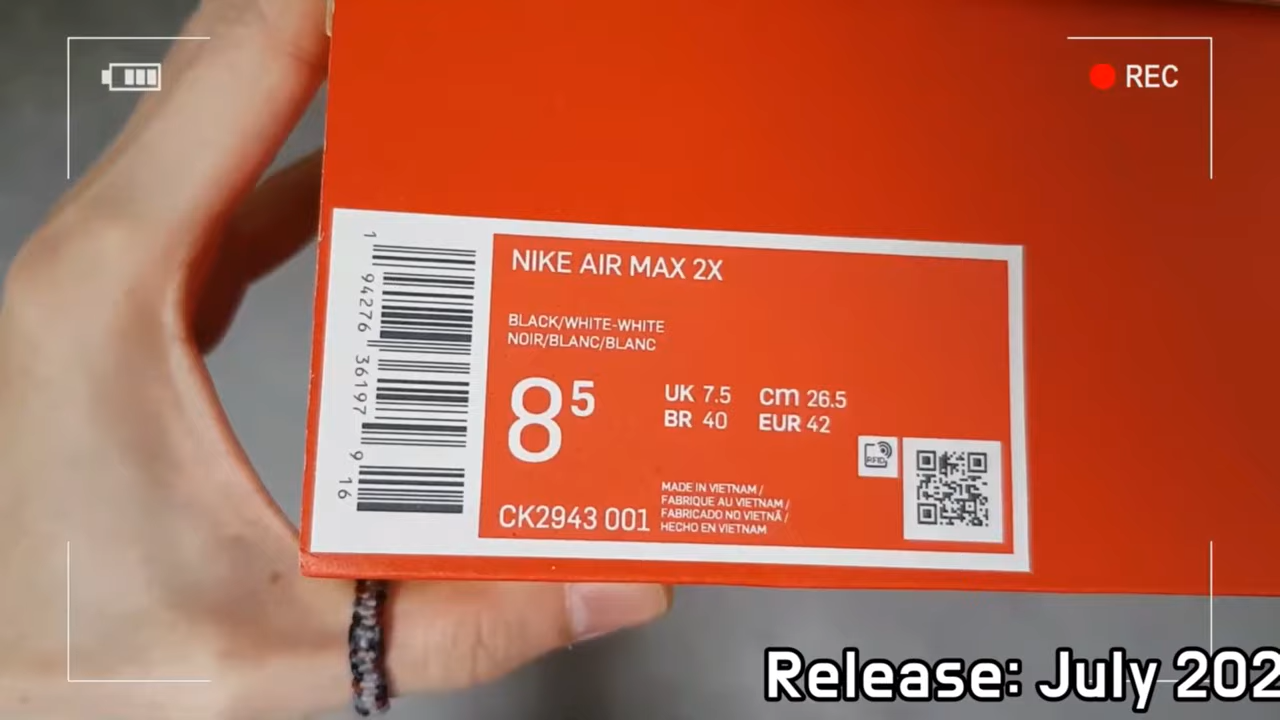 REC
NIKE AIR MAX 2X
BLACK/WHITE-WHITE
NOIR/BLANC/BLANC
8 5
UK 7.5 cm 26.5
BR 40 EUR 42
RFID
MADE IN VIETNAM /
FABRIQUE AU VIETNAM /
FABRICADO NO VIETNÃ /
HECHO EN VIETNAM
CK2943 001
1 94276 36197 9 16
Release: July 202